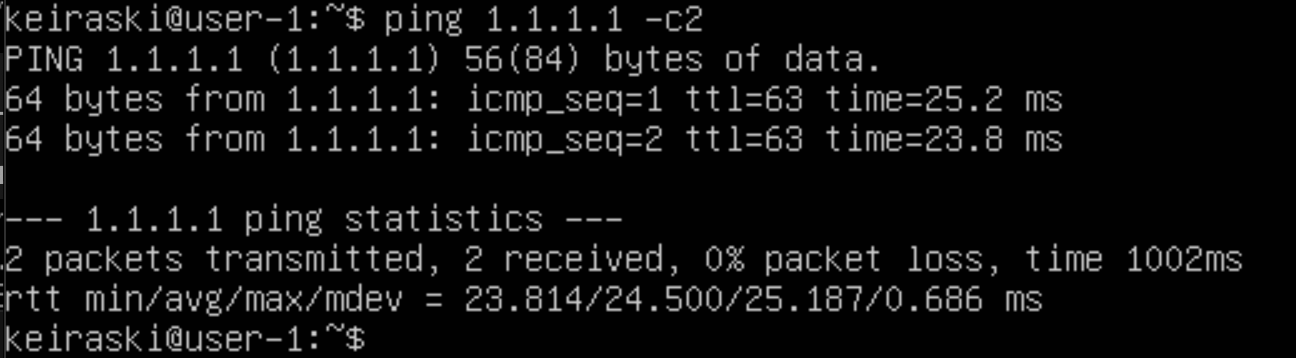 keiraski@user-1:~$ ping 1.1.1.1 -c2
PING 1.1.1.1 (1.1.1.1) 56(84) bytes of data.
64 bytes from 1.1.1.1: icmp_seq=1 ttl=63 time=25.2 ms
64 bytes from 1.1.1.1: icmp_seq=2 ttl=63 time=23.8 ms

--- 1.1.1.1 ping statistics ---
2 packets transmitted, 2 received, 0% packet loss, time 1002ms
rtt min/avg/max/mdev = 23.814/24.500/25.187/0.686 ms
keiraski@user-1:~$